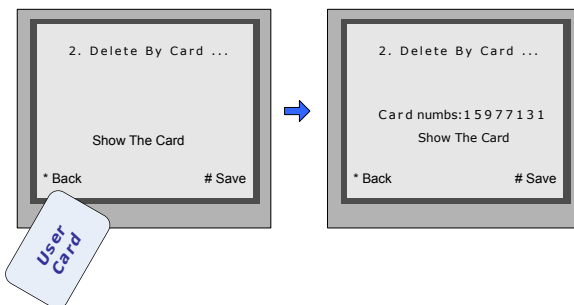 2. Delete By Card ...
Show The Card
* Back # Save
User
Card
2. Delete By Card ...
Card numbs:15977131
Show The Card
* Back # Save